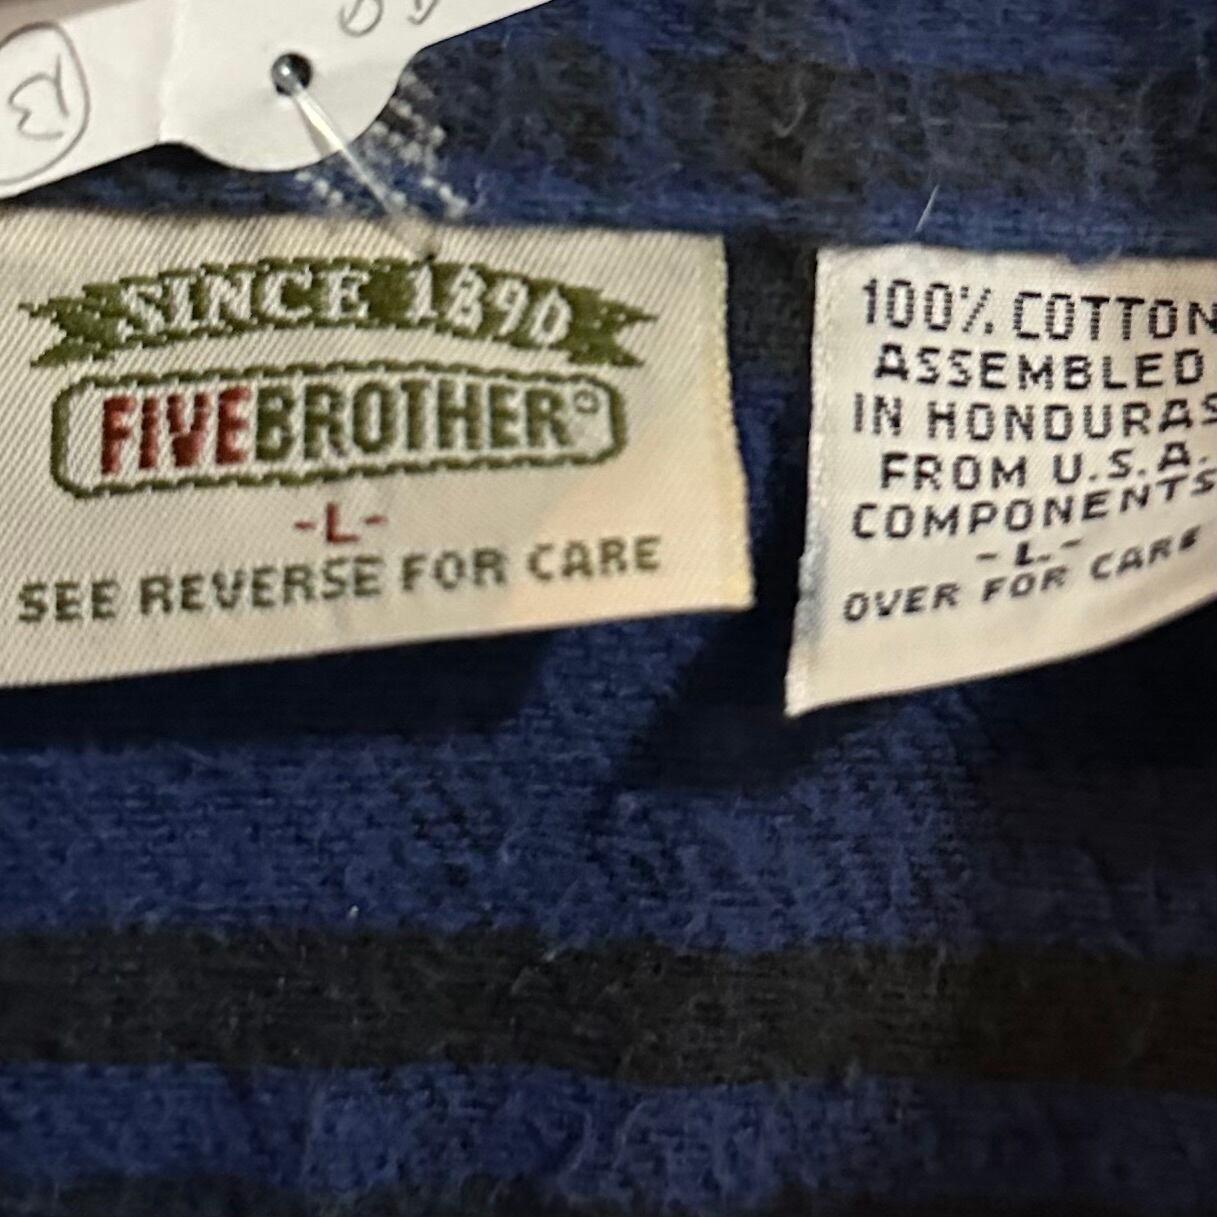 SINCE 1890
FIVEBROTHER®
-L-
SEE REVERSE FOR CARE
100% COTTON
ASSEMBLED
IN HONDURAS
FROM U.S.A.
COMPONENTS
-L-
OVER FOR CARE